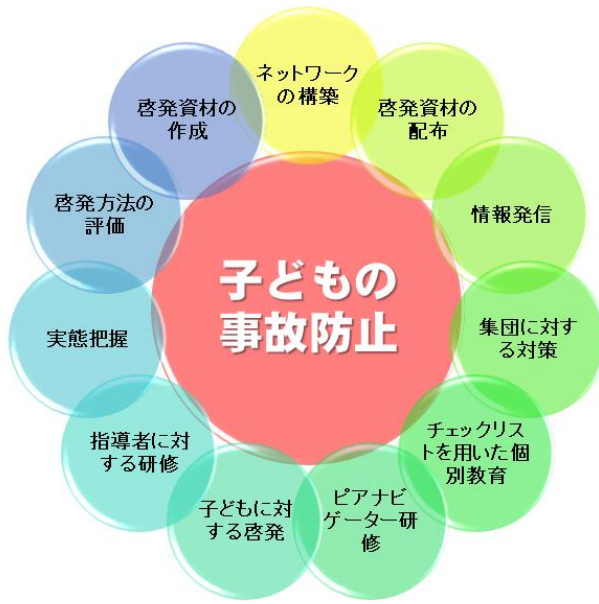 ネットワーク
の構築
啓発資材の
配布
情報発信
集団に対す
る対策
チェックリス
トを用いた個
別教育
ピアナビ
ゲーター研
修
子どもに対
する啓発
指導者に対
する研修
実態把握
啓発方法の
評価
啓発資材の
作成
子どもの
事故防止